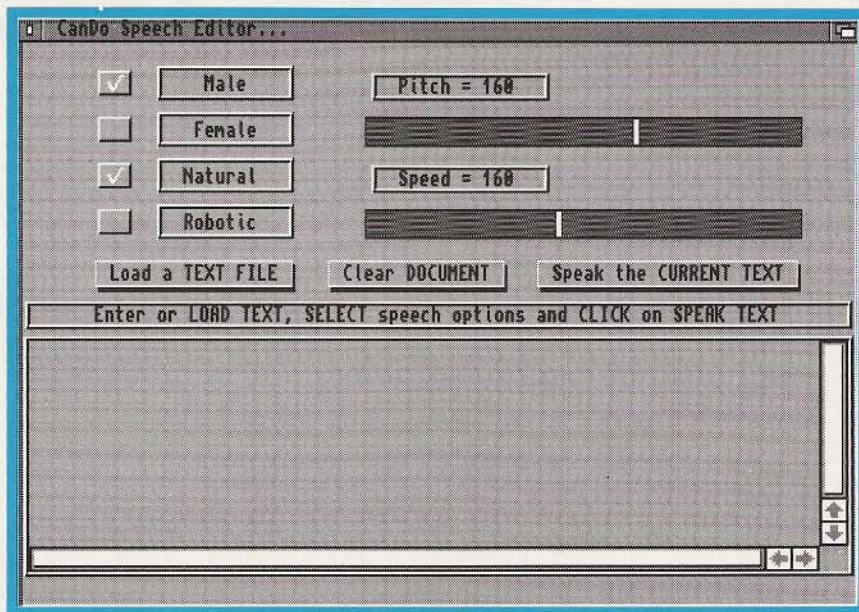 CanDo Speech Editor...
Male
Pitch = 160
Female
Natural
Speed = 160
Robotic
Load a TEXT FILE
Clear DOCUMENT
Speak the CURRENT TEXT
Enter or LOAD TEXT, SELECT speech options and CLICK on SPEAK TEXT